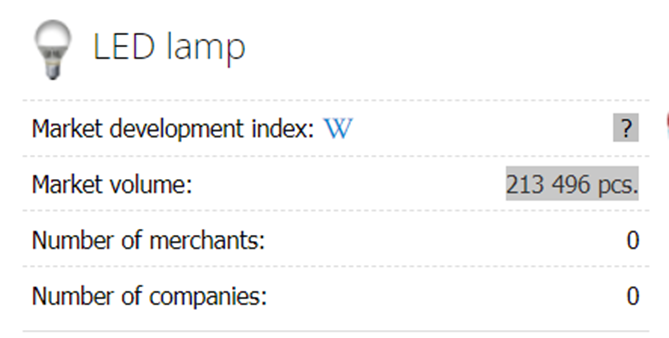 LED lamp
Market development index: W ?
Market volume: 213 496 pcs.
Number of merchants: 0
Number of companies: 0